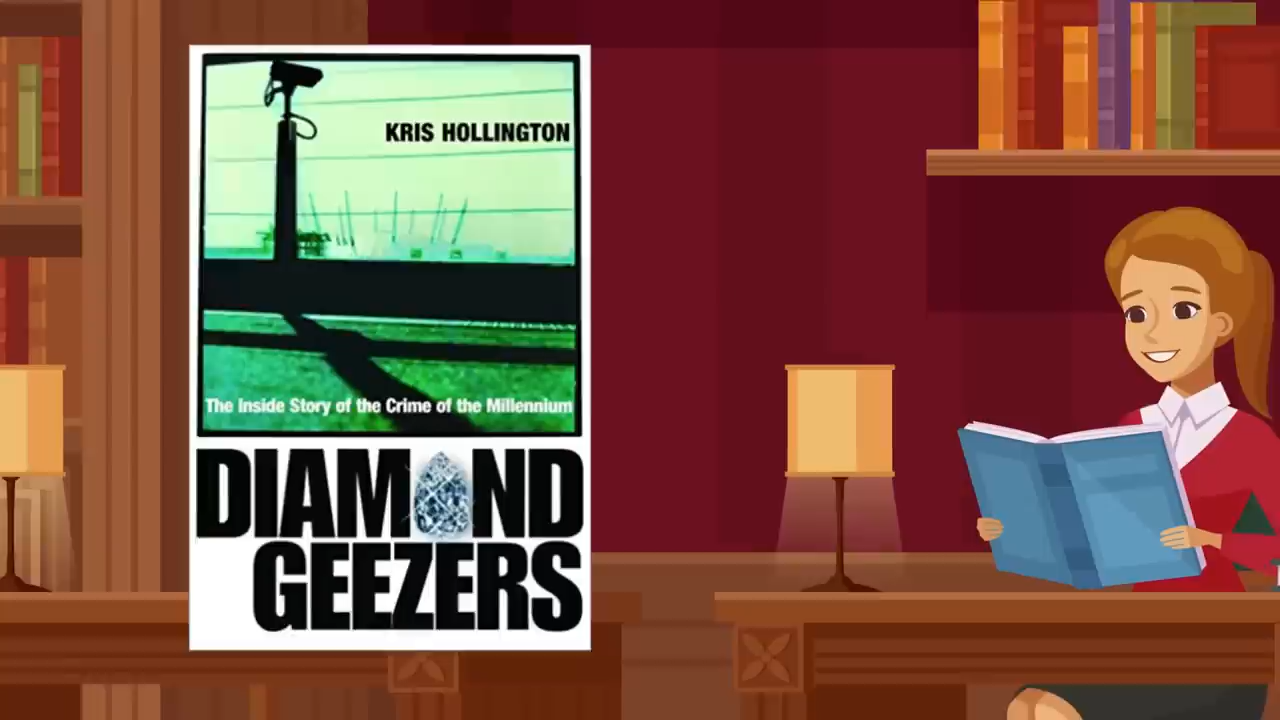 KRIS HOLLINGTON
The Inside Story of the Crime of the Millennium
DIAMOND
GEEZERS